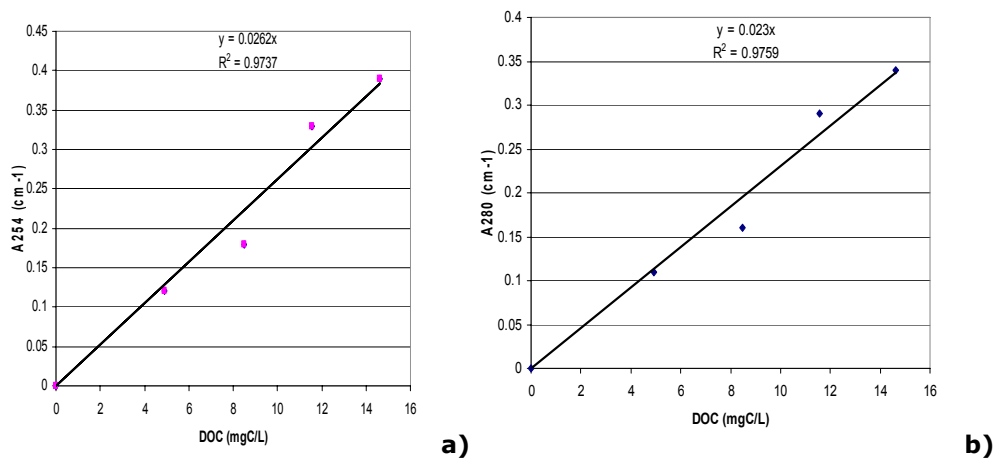 y = 0.0262x
R² = 0.9737
0.45
0.4
0.35
0.3
0.25
0.2
0.15
0.1
0.05
0
A254 (cm-1)
0 2 4 6 8 10 12 14 16
DOC (mgC/L)
a)
y = 0.023x
R² = 0.9759
0.4
0.35
0.3
0.25
0.2
0.15
0.1
0.05
0
A280 (cm-1)
0 2 4 6 8 10 12 14 16
DOC (mgC/L)
b)